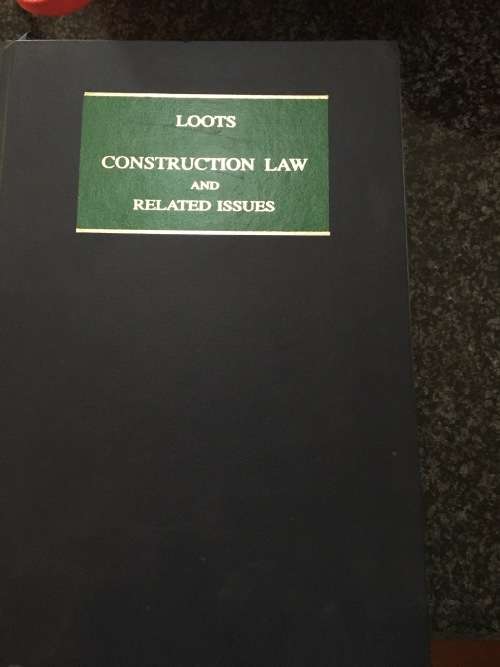 LOOTS
CONSTRUCTION LAW
AND
RELATED ISSUES